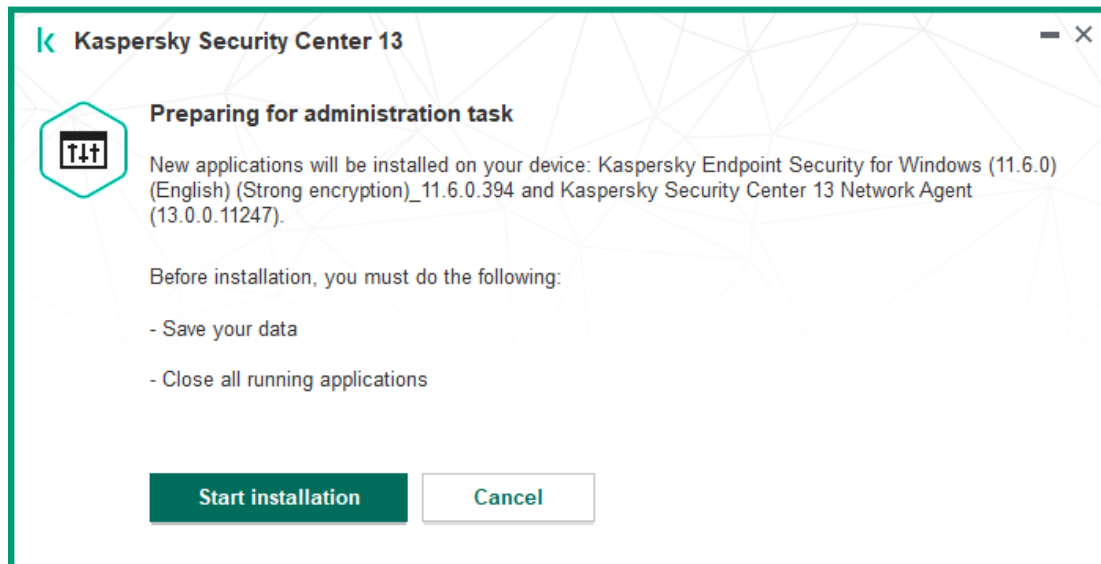 Kaspersky Security Center 13
Preparing for administration task
New applications will be installed on your device: Kaspersky Endpoint Security for Windows (11.6.0)
(English) (Strong encryption)_11.6.0.394 and Kaspersky Security Center 13 Network Agent
(13.0.0.11247).
Before installation, you must do the following:
- Save your data
- Close all running applications
Start installation
Cancel